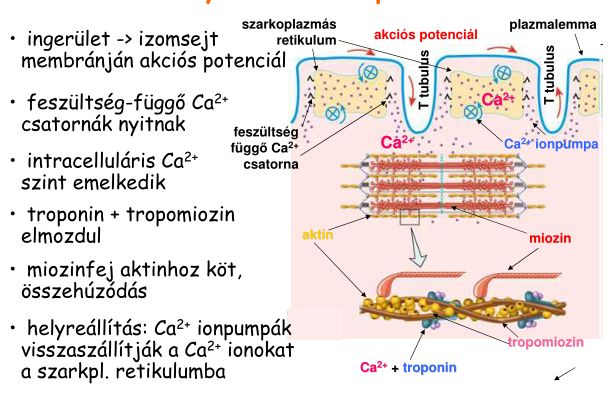 • ingerület -> izomsejt
membránján akciós potenciál
• feszültség-függő Ca²⁺
csatornák nyitnak
• intracelluláris Ca²⁺
szint emelkedik
• troponin + tropomiozin
elmozdul
• miozinfej aktinhoz köt,
összehúzódás
• helyreállítás: Ca²⁺ ionpumpák
visszaszállítják a Ca²⁺ ionokat
a szarkpl. retikulumba
szarkoplazmás
retikulum
akciós potenciál
plazmalemma
T tubulus
T tubulus
Ca²⁺
feszültség
függő Ca²⁺
csatorna
Ca²⁺
Ca²⁺ ionpumpa
aktin
miozin
tropomiozin
Ca²⁺ + troponin